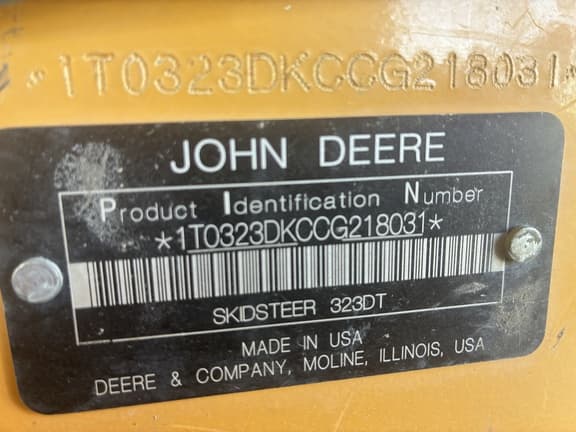 *1T0323DKCCG218031*
JOHN DEERE
Product Identification Number
*1T0323DKCCG218031*
SKIDSTEER 323DT
MADE IN USA
DEERE & COMPANY, MOLINE, ILLINOIS, USA